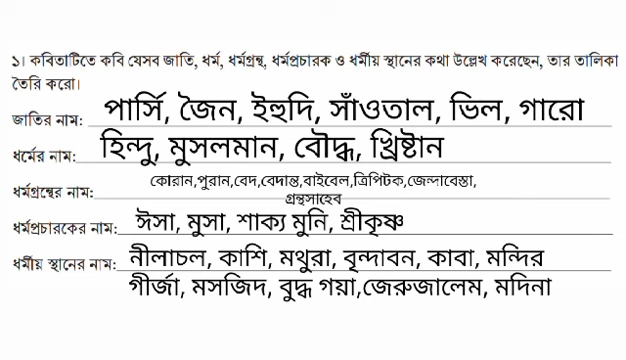 ১। কবিতাটিতে কবি যেসব জাতি, ধর্ম, ধর্মগ্রন্থ, ধর্মপ্রচারক ও ধর্মীয় স্থানের কথা উল্লেখ করেছেন, তার তালিকা
তৈরি করো।
জাতির নাম: পার্সি, জৈন, ইহুদি, সাঁওতাল, ভিল, গারো
ধর্মের নাম: হিন্দু, মুসলমান, বৌদ্ধ, খ্রিষ্টান
ধর্মগ্রন্থের নাম: কোরান,পুরান,বেদ,বেদান্ত,বাইবেল,ত্রিপিটক,জেন্দাবেস্তা,
গ্রন্থসাহেব
ধর্মপ্রচারকের নাম: ঈসা, মুসা, শাক্য মুনি, শ্রীকৃষ্ণ
ধর্মীয় স্থানের নাম: নীলাচল, কাশি, মথুরা, বৃন্দাবন, কাবা, মন্দির
গীর্জা, মসজিদ, বুদ্ধ গয়া,জেরুজালেম, মদিনা